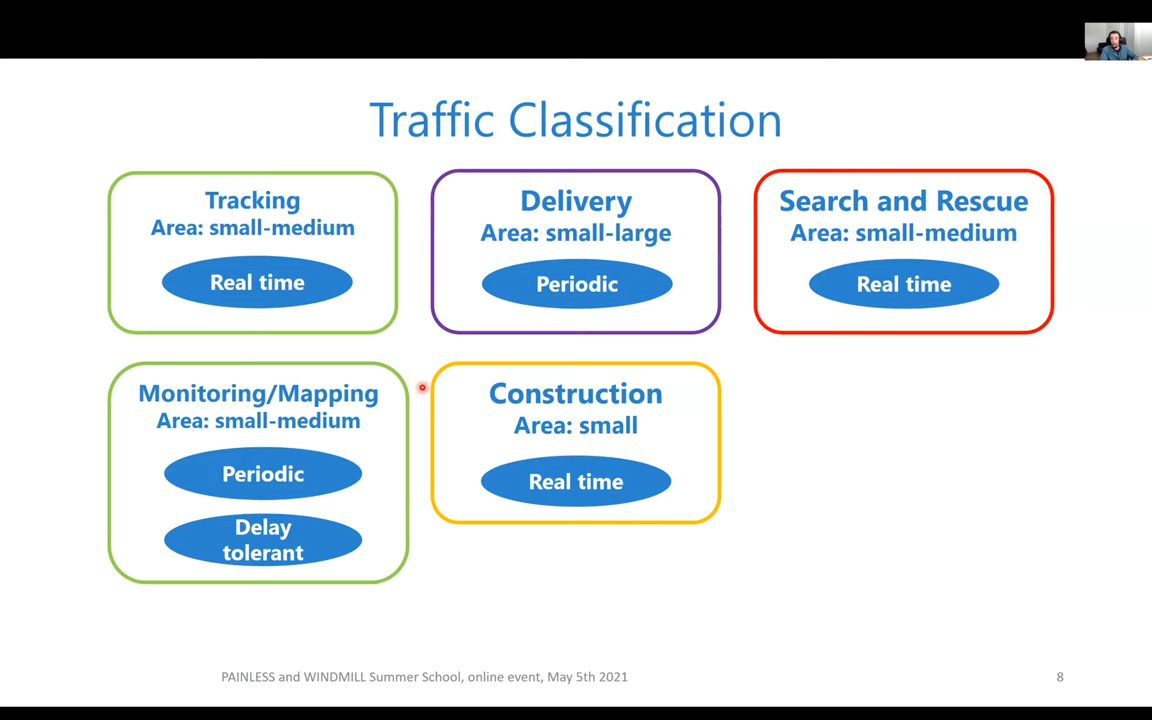 Traffic Classification
Tracking
Area: small-medium
Real time
Delivery
Area: small-large
Periodic
Search and Rescue
Area: small-medium
Real time
Monitoring/Mapping
Area: small-medium
Periodic
Delay
tolerant
Construction
Area: small
Real time
PAINLESS and WINDMILL Summer School, online event, May 5th 2021
8